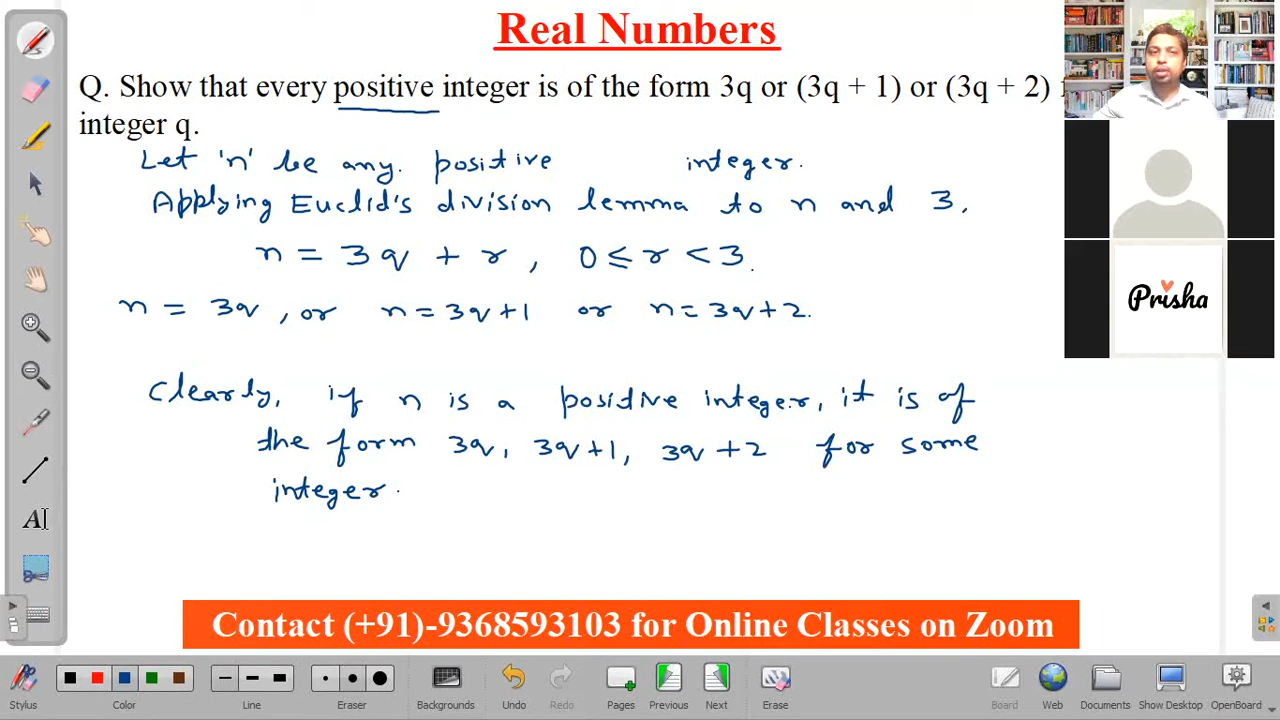 Real Numbers
Q. Show that every positive integer is of the form 3q or (3q + 1) or (3q + 2)
integer q.
Let 'n' be any. positive integer.
Applying Euclid's division lemma to n and 3.
n = 3q + r, 0 ≤ r < 3.
n = 3q, or n = 3q+1 or n = 3q+2.
Clearly, if n is a positive integer, it is of
the form 3q, 3q+1, 3q+2 for some
integer.
Prisha
Contact (+91)-9368593103 for Online Classes on Zoom
Stylus Color Line Eraser Backgrounds Undo Redo Pages Previous Next Erase Board Web Documents Show Desktop OpenBoard